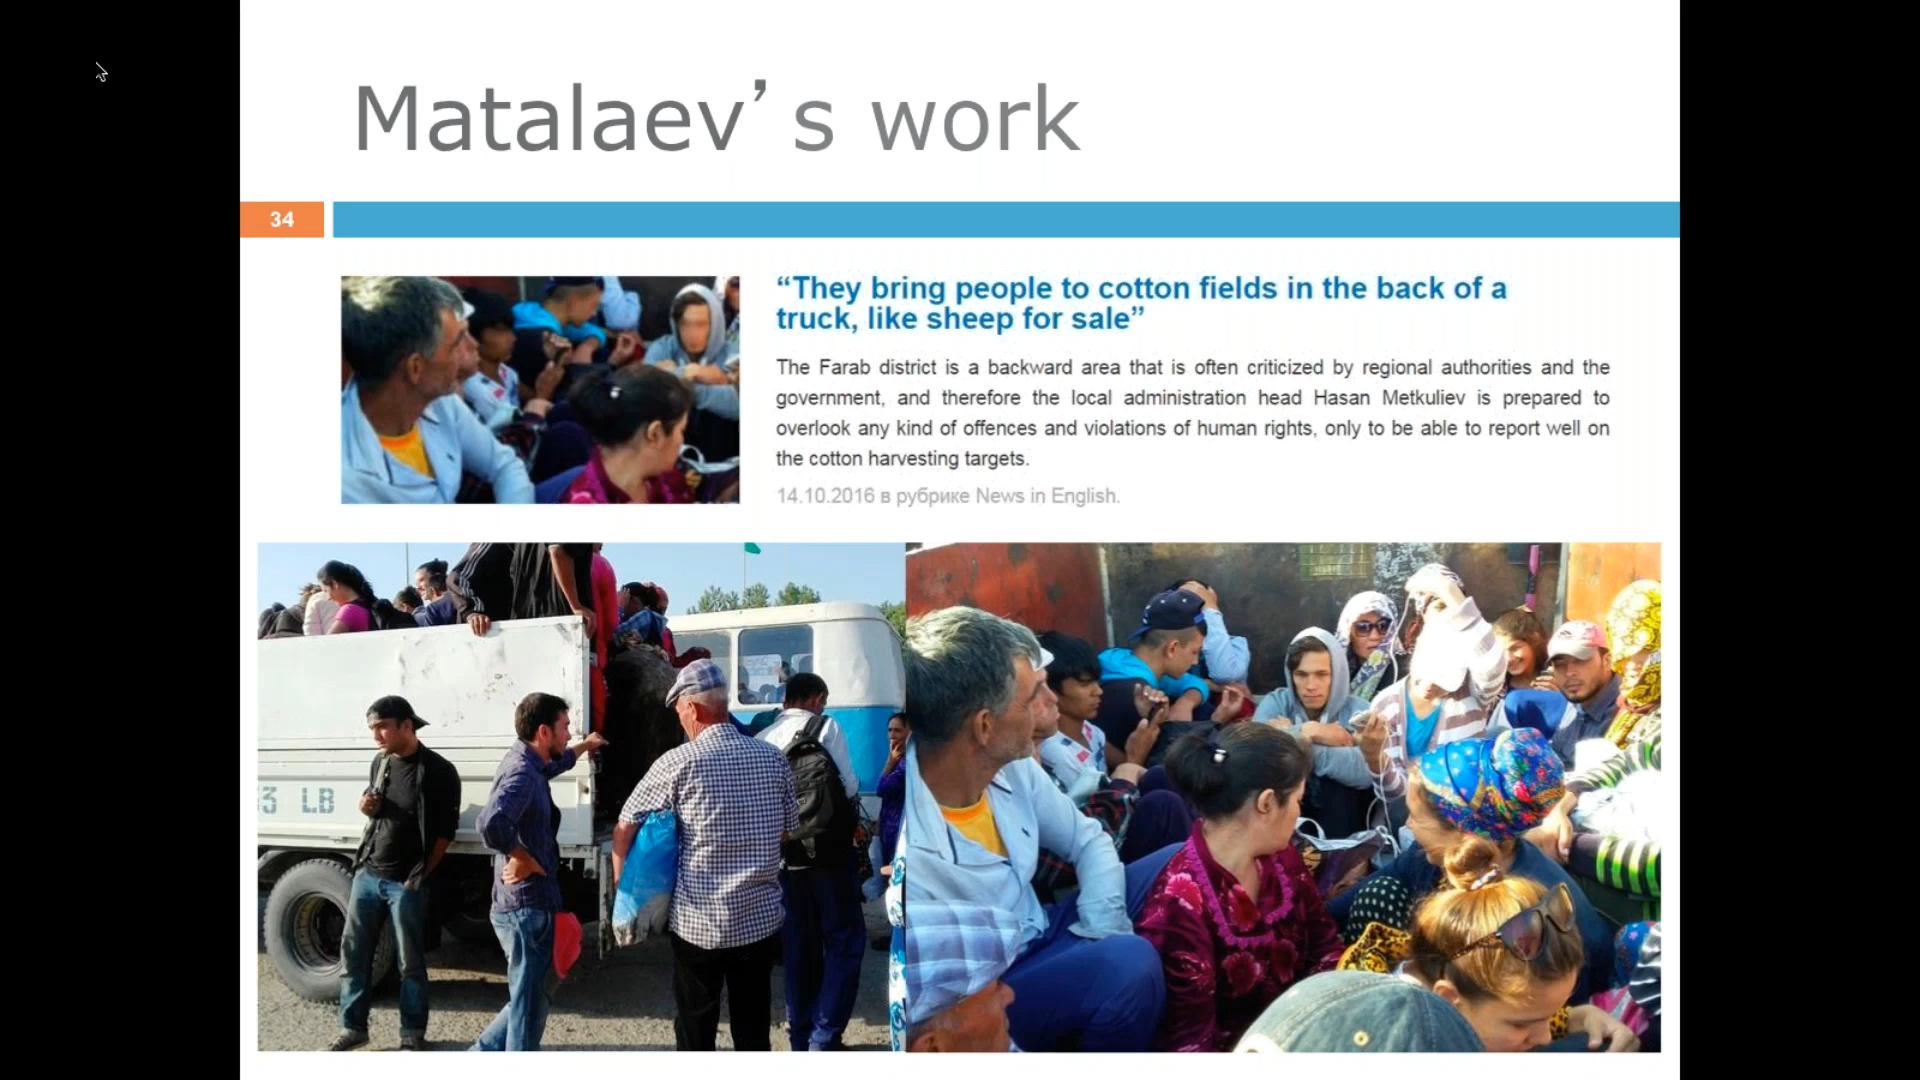 Matalaev's work
34
“They bring people to cotton fields in the back of a
truck, like sheep for sale”
The Farab district is a backward area that is often criticized by regional authorities and the
government, and therefore the local administration head Hasan Metkuliev is prepared to
overlook any kind of offences and violations of human rights, only to be able to report well on
the cotton harvesting targets.
14.10.2016 в рубрике News in English.
3 LB